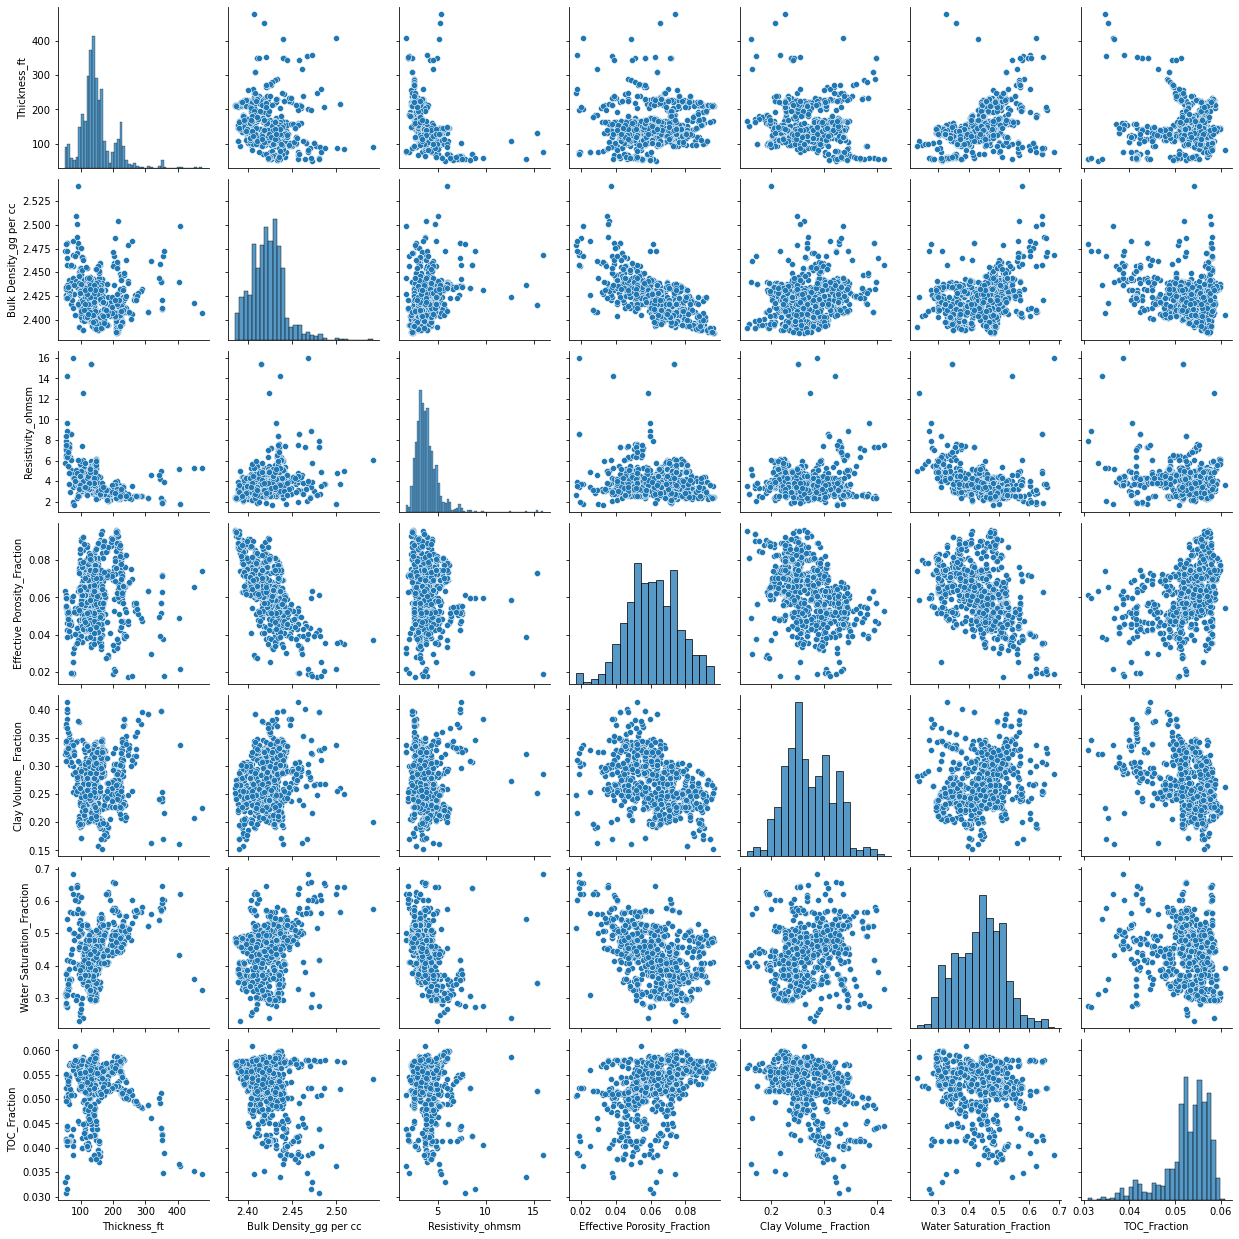 400
300
200
100
Thickness_ft
2.525
2.500
2.475
2.450
2.425
2.400
Bulk Density_gg per cc
16
14
12
10
8
6
4
2
Resistivity_ohmsm
0.08
0.06
0.04
0.02
Effective Porosity_Fraction
0.40
0.35
0.30
0.25
0.20
0.15
Clay Volume_ Fraction
0.7
0.6
0.5
0.4
0.3
Water Saturation_Fraction
0.060
0.055
0.050
0.045
0.040
0.035
0.030
TOC_Fraction
100 200 300 400
2.40 2.45 2.50
5 10 15
0.02 0.04 0.06 0.08
0.2 0.3 0.4
0.3 0.4 0.5 0.6 0.7
0.03 0.04 0.05 0.06
Thickness_ft
Bulk Density_gg per cc
Resistivity_ohmsm
Effective Porosity_Fraction
Clay Volume_ Fraction
Water Saturation_Fraction
TOC_Fraction